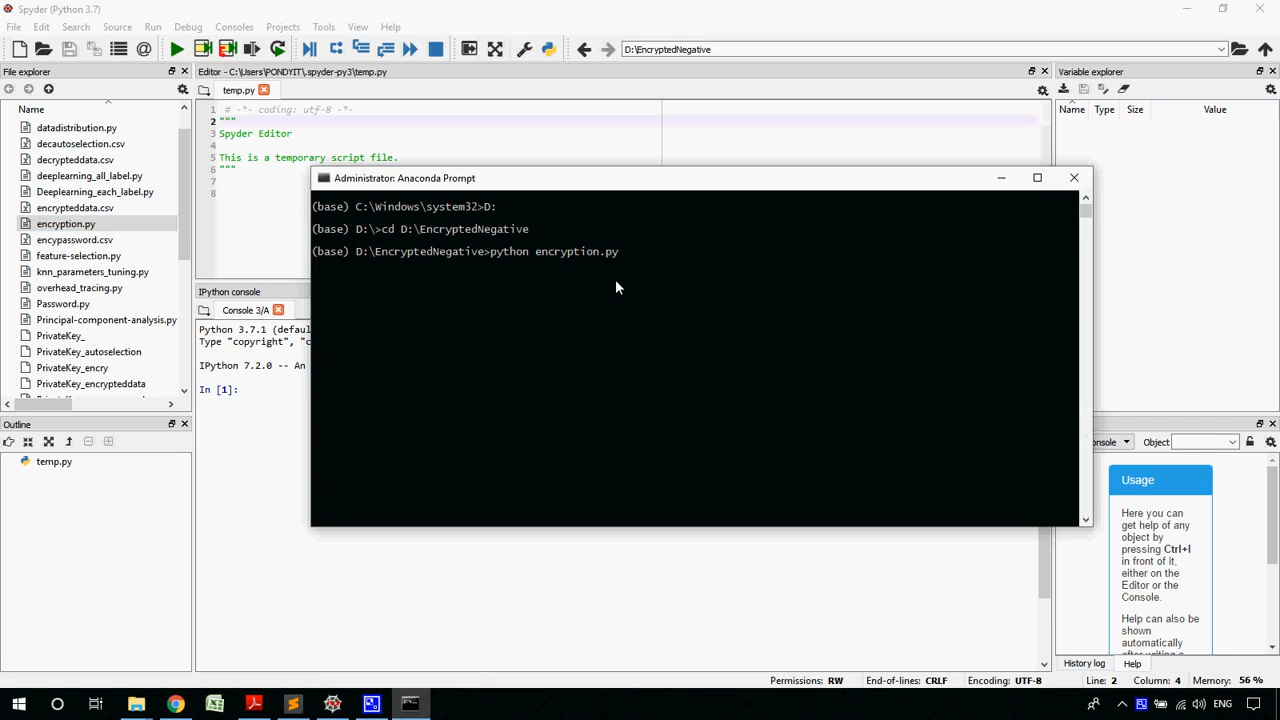 Spyder (Python 3.7)
File Edit Search Source Run Debug Consoles Projects Tools View Help
D:\EncryptedNegative
File explorer
Name
datadistribution.py
decautoselection.csv
decrypteddata.csv
deeplearning_all_label.py
Deeplearning_each_label.py
encrypteddata.csv
encryption.py
encypassword.csv
feature-selection.py
knn_parameters_tuning.py
overhead_tracing.py
Password.py
Principal-component-analysis.py
PrivateKey_
PrivateKey_autoselection
PrivateKey_encry
PrivateKey_encrypteddata
Outline
temp.py
Editor - C:\Users\PONDYIT\.spyder-py3\temp.py
temp.py
1 # -*- coding: utf-8 -*-
2 """
3 Spyder Editor
4
5 This is a temporary script file.
6 """
7
8
Administrator: Anaconda Prompt
(base) C:\Windows\system32>D:
(base) D:\>cd D:\EncryptedNegative
(base) D:\EncryptedNegative>python encryption.py
IPython console
Console 3/A
Python 3.7.1 (defaul
Type "copyright", "c
IPython 7.2.0 -- An
In [1]:
Variable explorer
Name Type Size Value
onsole Object
Usage
Here you can
get help of any
object by
pressing Ctrl+I
in front of it,
either on the
Editor or the
Console.
Help can also be
shown
automatically
after writing a
History log Help
Permissions: RW End-of-lines: CRLF Encoding: UTF-8 Line: 2 Column: 4 Memory: 56 %
ENG